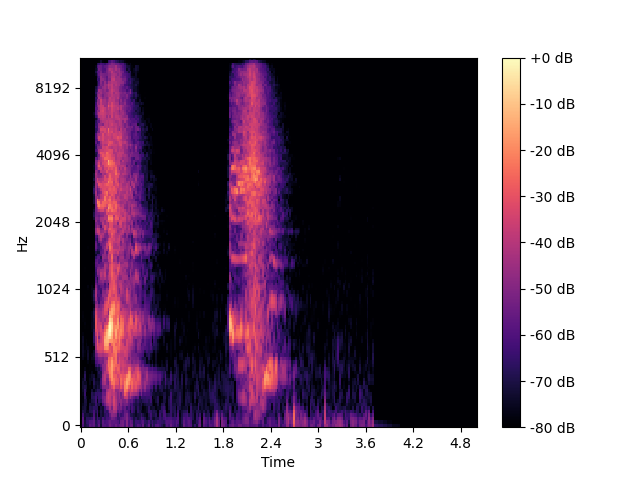 8192
4096
2048
1024
512
0
Hz
0 0.6 1.2 1.8 2.4 3 3.6 4.2 4.8
Time
+0 dB
-10 dB
-20 dB
-30 dB
-40 dB
-50 dB
-60 dB
-70 dB
-80 dB